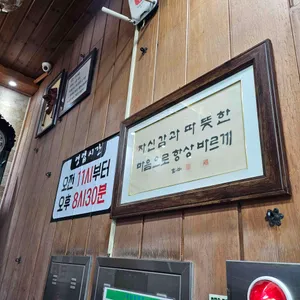 영업시간
오전 11시부터
오후 8시30분
자신감과 따뜻한
마음으로 항상 바르게